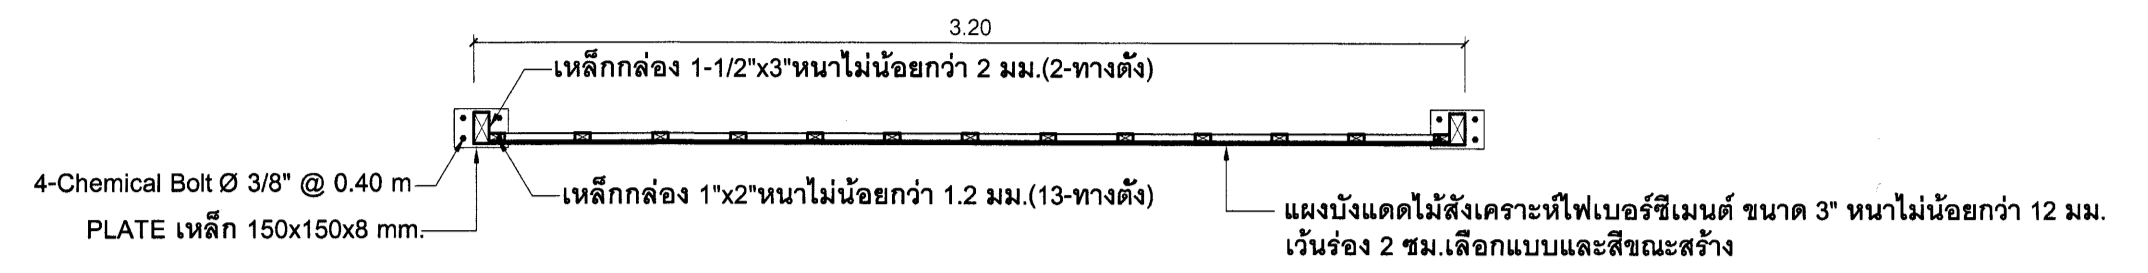 3.20
เหล็กกล่อง 1-1/2"x3"หนาไม่น้อยกว่า 2 มม.(2-ทางตั้ง)
4-Chemical Bolt Ø 3/8" @ 0.40 m
เหล็กกล่อง 1"x2"หนาไม่น้อยกว่า 1.2 มม.(13-ทางตั้ง)
PLATE เหล็ก 150x150x8 mm.
แผงบังแดดไม้สังเคราะห์ไฟเบอร์ซีเมนต์ ขนาด 3" หนาไม่น้อยกว่า 12 มม.
เว้นร่อง 2 ซม.เลือกแบบและสีขณะสร้าง